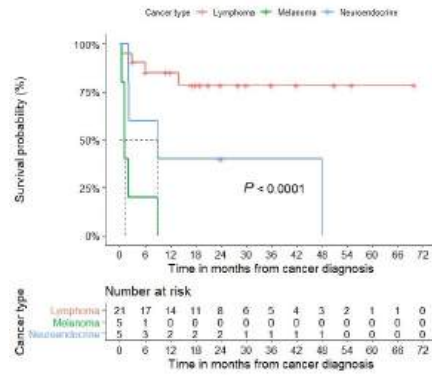 Cancer type Lymphoma Melanoma Neuroendocrine
100%
75%
50%
25%
0%
Survival probability (%)
P < 0.0001
0 6 12 18 24 30 36 42 48 54 60 66 72
Time in months from cancer diagnosis
Number at risk
Cancer type
Lymphoma 21 17 14 11 8 6 5 4 3 2 1 1 0
Melanoma 5 1 0 0 0 0 0 0 0 0 0 0 0
Neuroendocrine 5 3 2 2 2 1 1 1 1 0 0 0 0
0 6 12 18 24 30 36 42 48 54 60 66 72
Time in months from cancer diagnosis